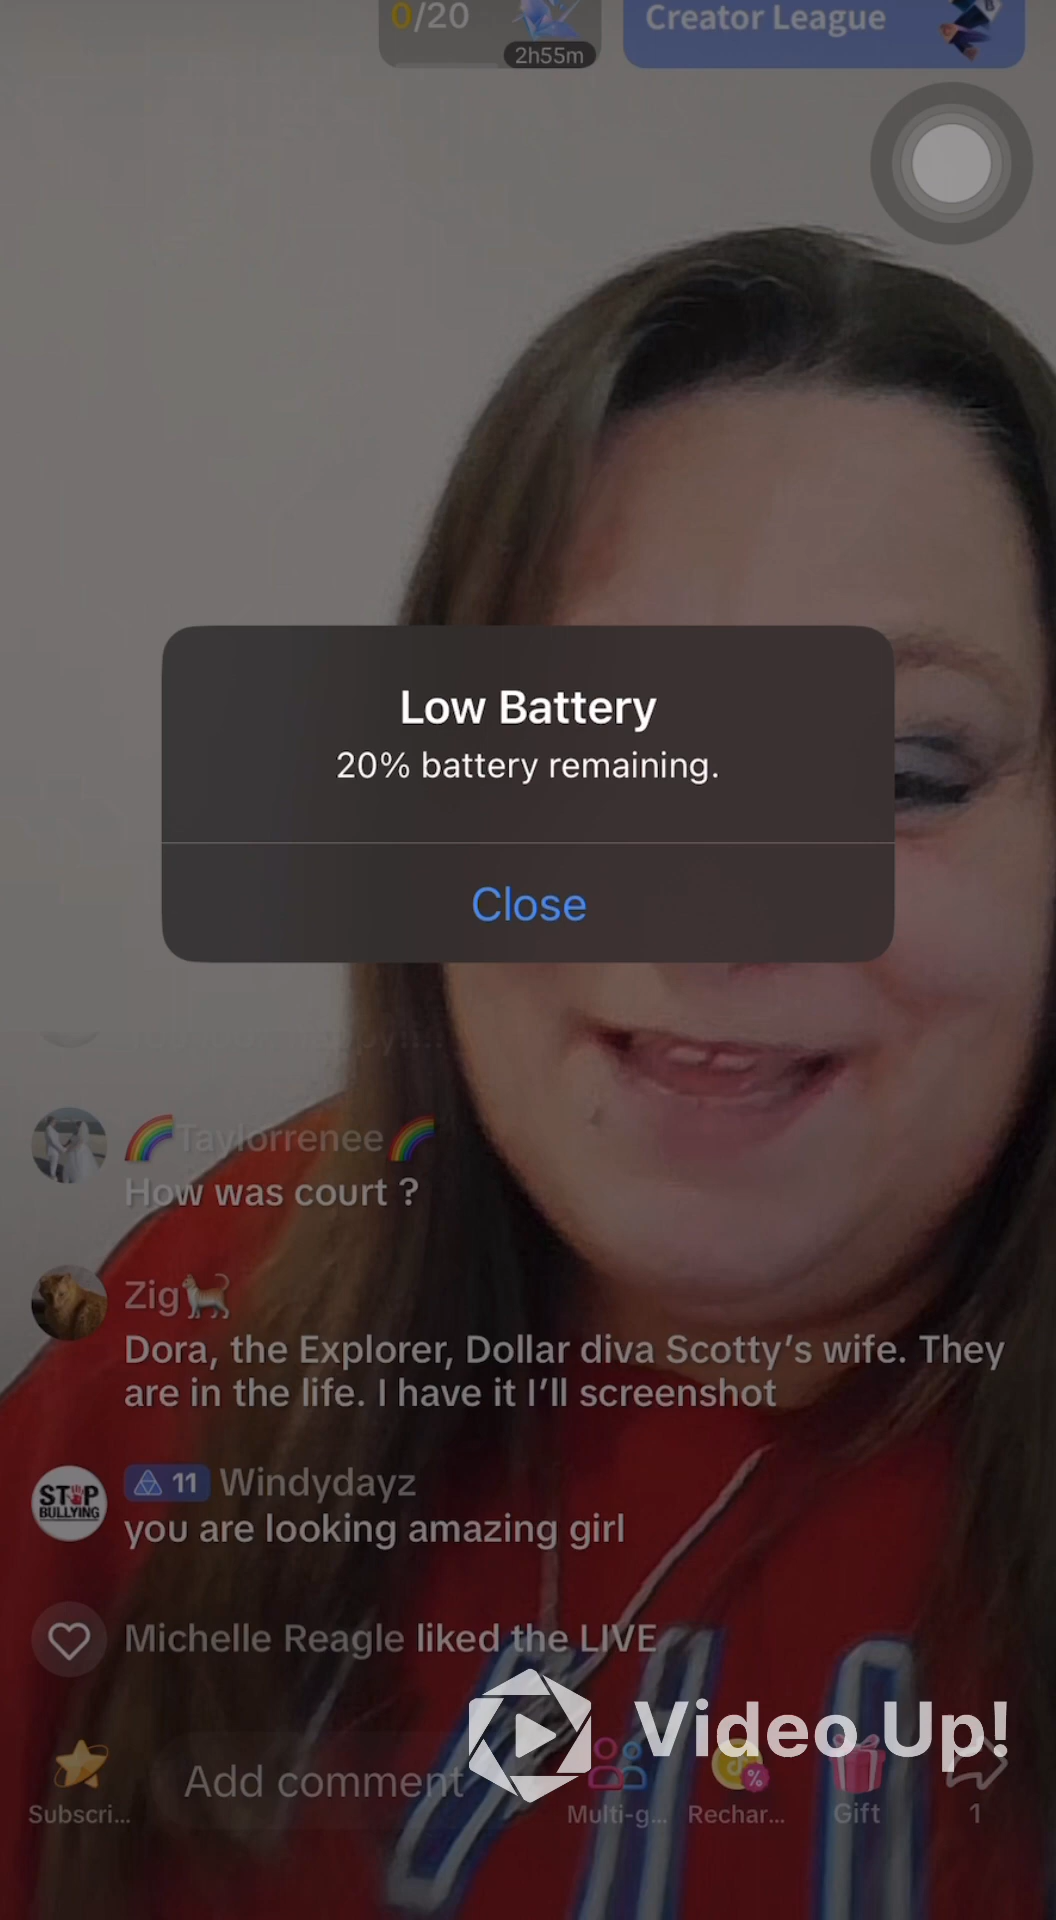 0/20
2h55m
Creator League
Low Battery
20% battery remaining.
Close
🌈Taylorrenee🌈
How was court ?
Zig🐈
Dora, the Explorer, Dollar diva Scotty’s wife. They
are in the life. I have it I’ll screenshot
STOP
BULLYING
11 Windydayz
you are looking amazing girl
Michelle Reagle liked the LIVE
Video Up!
Add comment
Subscri...
Multi-g...
Rechar...
Gift
1